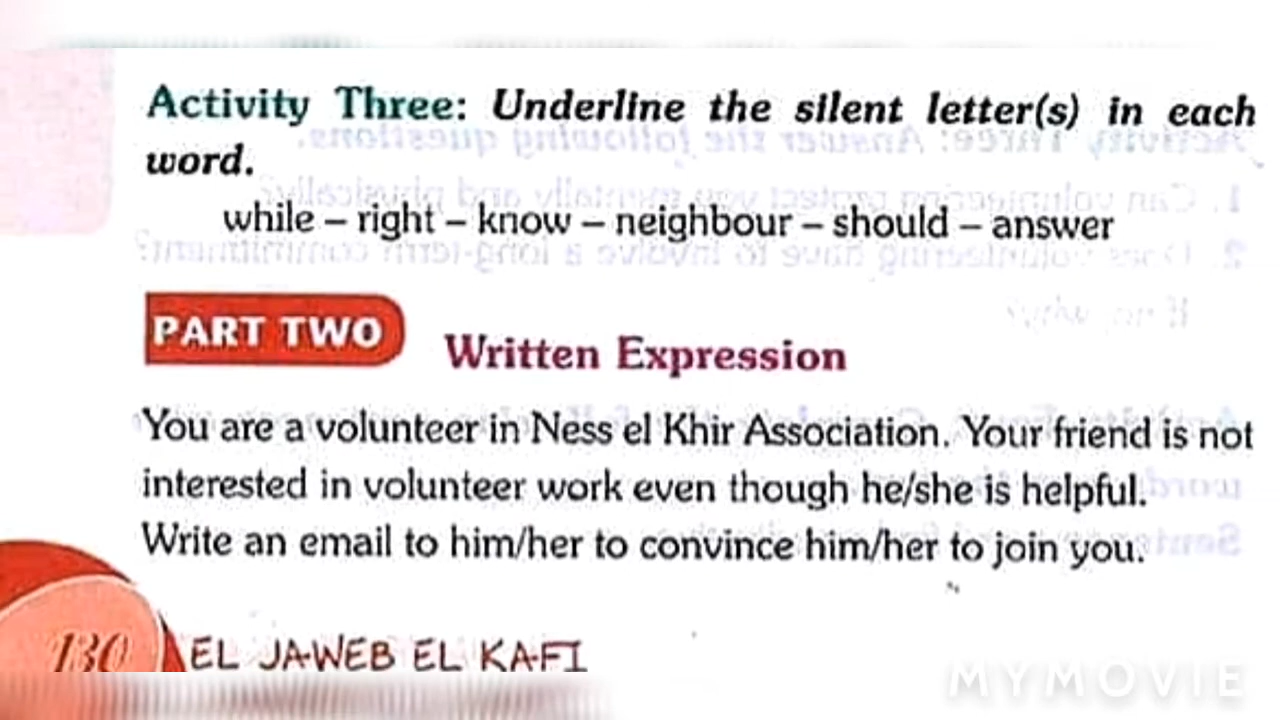 Activity Three: Underline the silent letter(s) in each
word.
while – right – know – neighbour – should – answer
PART TWO
Written Expression
You are a volunteer in Ness el Khir Association. Your friend is not
interested in volunteer work even though he/she is helpful.
Write an email to him/her to convince him/her to join you.
130
EL JAWEB EL KAFI
MYMOVIE